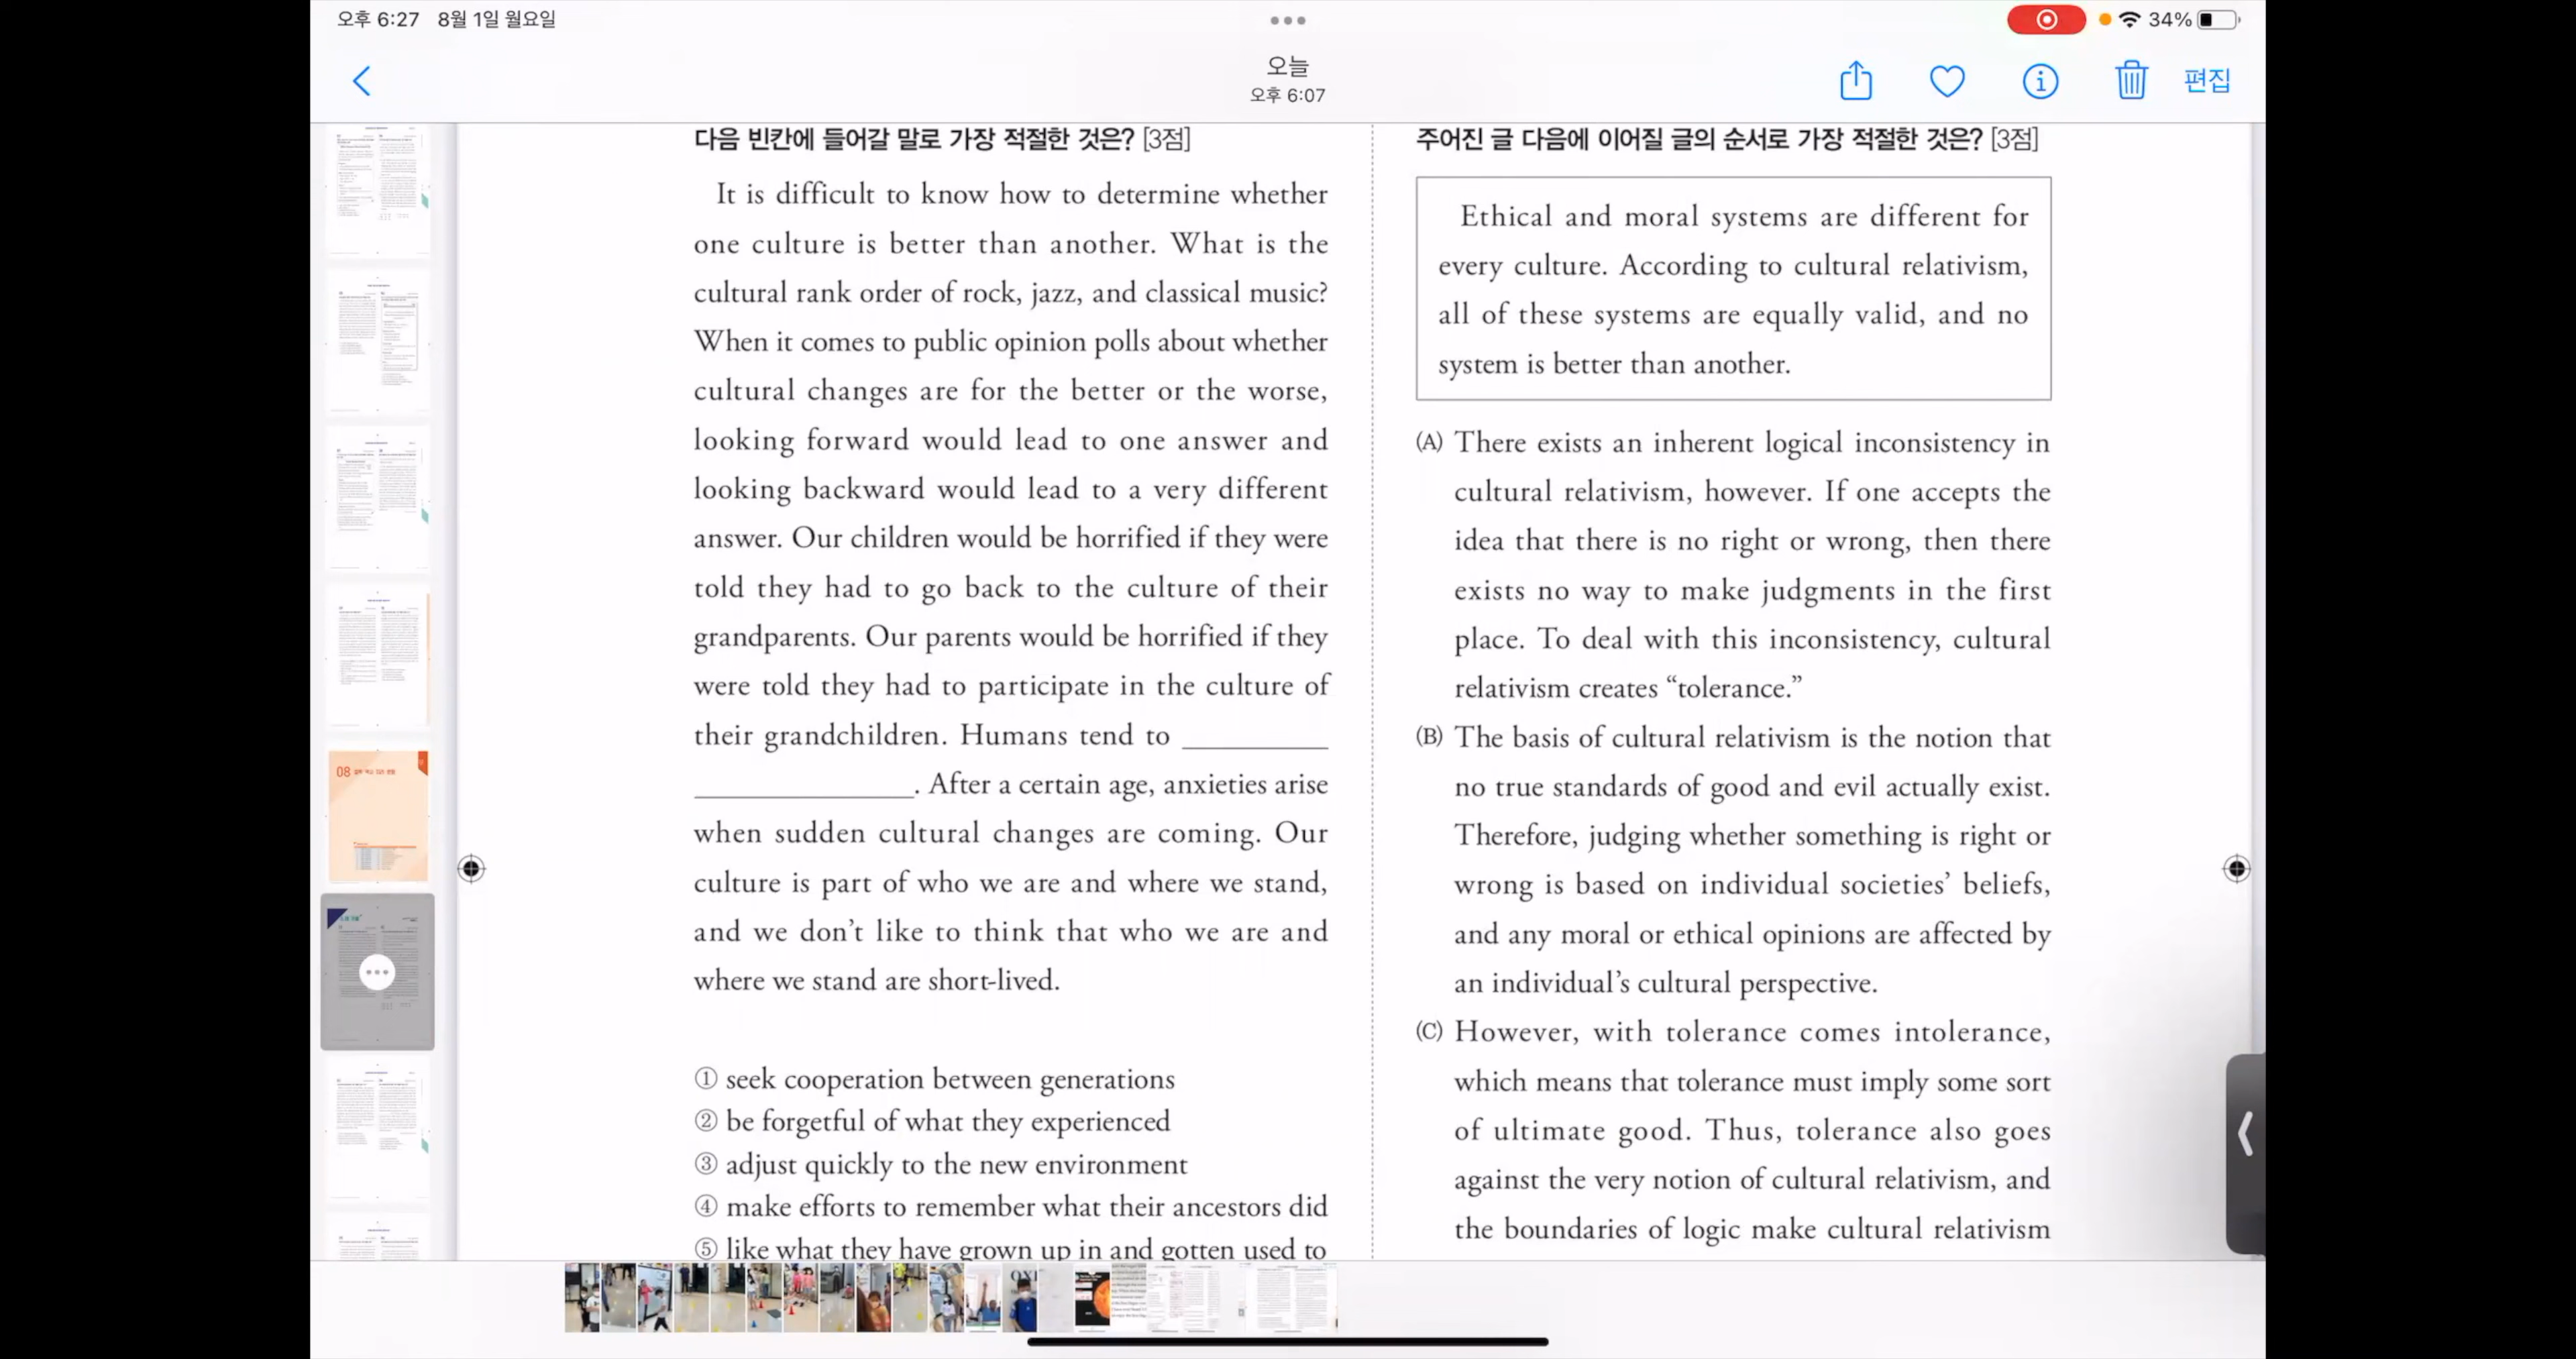 오후 6:27 8월 1일 월요일
34%
오늘
오후 6:07
편집
다음 빈칸에 들어갈 말로 가장 적절한 것은? [3점]
It is difficult to know how to determine whether
one culture is better than another. What is the
cultural rank order of rock, jazz, and classical music?
When it comes to public opinion polls about whether
cultural changes are for the better or the worse,
looking forward would lead to one answer and
looking backward would lead to a very different
answer. Our children would be horrified if they were
told they had to go back to the culture of their
grandparents. Our parents would be horrified if they
were told they had to participate in the culture of
their grandchildren. Humans tend to __________
_______________. After a certain age, anxieties arise
when sudden cultural changes are coming. Our
culture is part of who we are and where we stand,
and we don't like to think that who we are and
where we stand are short-lived.
① seek cooperation between generations
② be forgetful of what they experienced
③ adjust quickly to the new environment
④ make efforts to remember what their ancestors did
⑤ like what they have grown up in and gotten used to
주어진 글 다음에 이어질 글의 순서로 가장 적절한 것은? [3점]
Ethical and moral systems are different for
every culture. According to cultural relativism,
all of these systems are equally valid, and no
system is better than another.
(A) There exists an inherent logical inconsistency in
cultural relativism, however. If one accepts the
idea that there is no right or wrong, then there
exists no way to make judgments in the first
place. To deal with this inconsistency, cultural
relativism creates “tolerance.”
(B) The basis of cultural relativism is the notion that
no true standards of good and evil actually exist.
Therefore, judging whether something is right or
wrong is based on individual societies’ beliefs,
and any moral or ethical opinions are affected by
an individual’s cultural perspective.
(C) However, with tolerance comes intolerance,
which means that tolerance must imply some sort
of ultimate good. Thus, tolerance also goes
against the very notion of cultural relativism, and
the boundaries of logic make cultural relativism
08